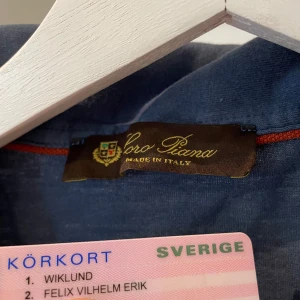 Loro Piana
MADE IN ITALY
KÖRKORT SVERIGE
1. WIKLUND
2. FELIX VILHELM ERIK